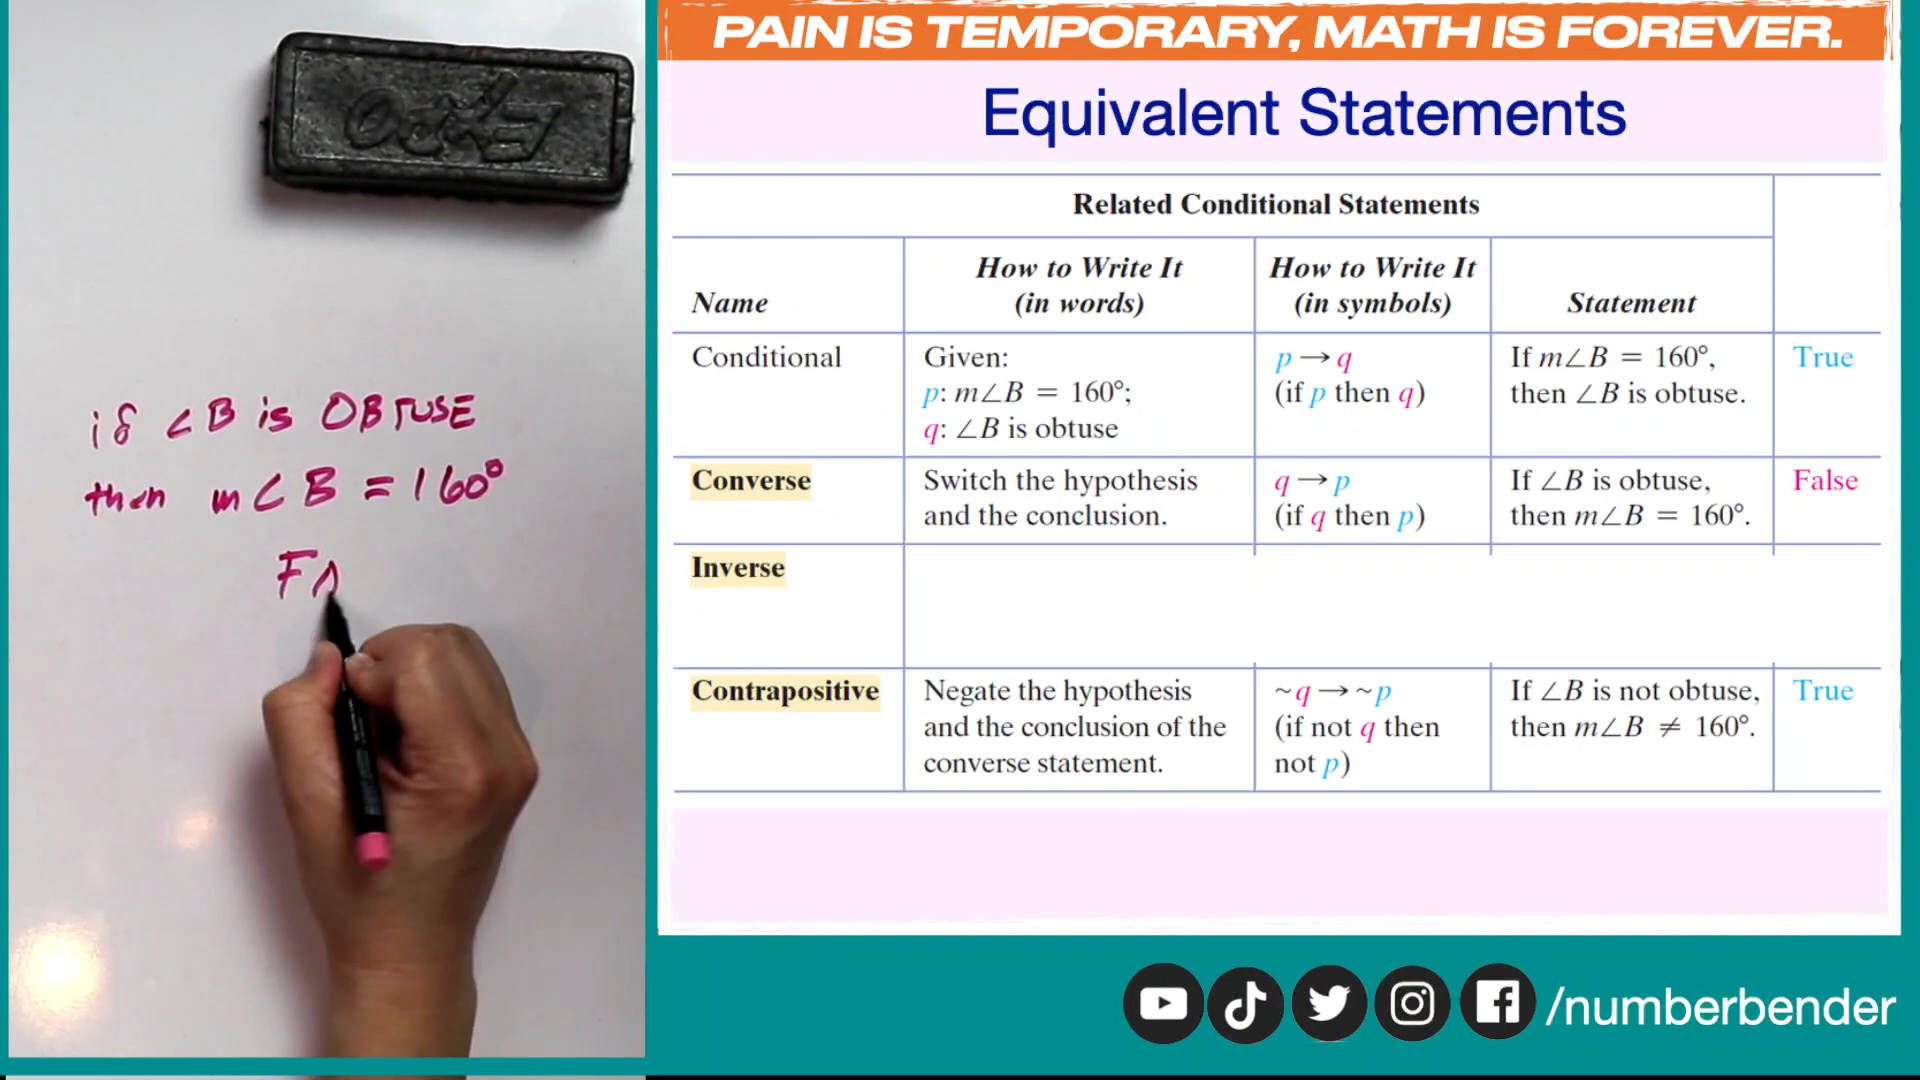 Expo
if ∠B is OBTUSE
then m∠B = 160°
FA
PAIN IS TEMPORARY, MATH IS FOREVER.
Equivalent Statements
Related Conditional Statements
Name
How to Write It
(in words)
How to Write It
(in symbols)
Statement
Conditional
Given:
p: m∠B = 160°;
q: ∠B is obtuse
p → q
(if p then q)
If m∠B = 160°,
then ∠B is obtuse.
True
Converse
Switch the hypothesis
and the conclusion.
q → p
(if q then p)
If ∠B is obtuse,
then m∠B = 160°.
False
Inverse
Contrapositive
Negate the hypothesis
and the conclusion of the
converse statement.
~q → ~p
(if not q then
not p)
If ∠B is not obtuse,
then m∠B ≠ 160°.
True
/numberbender